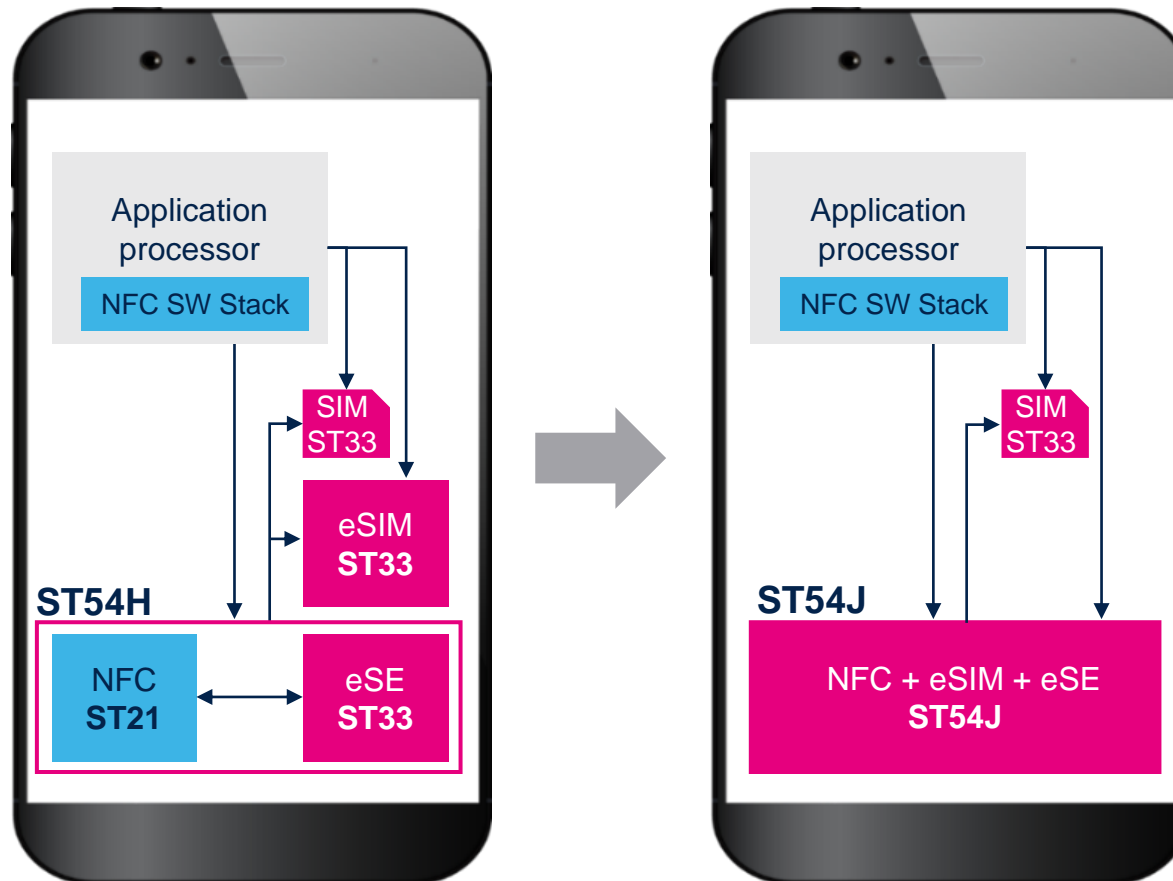 Application
processor
NFC SW Stack
SIM
ST33
eSIM
ST33
ST54H
NFC
ST21
eSE
ST33
Application
processor
NFC SW Stack
SIM
ST33
ST54J
NFC + eSIM + eSE
ST54J